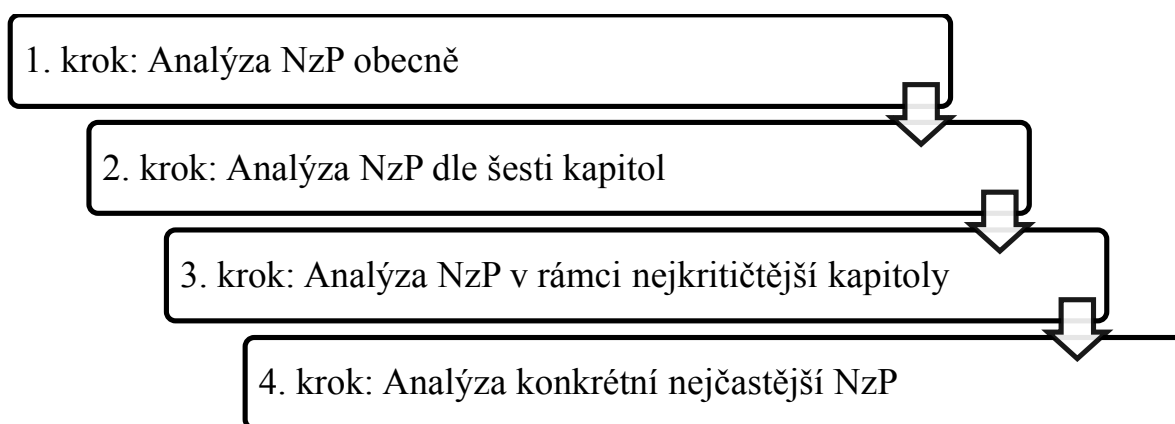 1. krok: Analýza NzP obecně
2. krok: Analýza NzP dle šesti kapitol
3. krok: Analýza NzP v rámci nejkritičtější kapitoly
4. krok: Analýza konkrétní nejčastější NzP